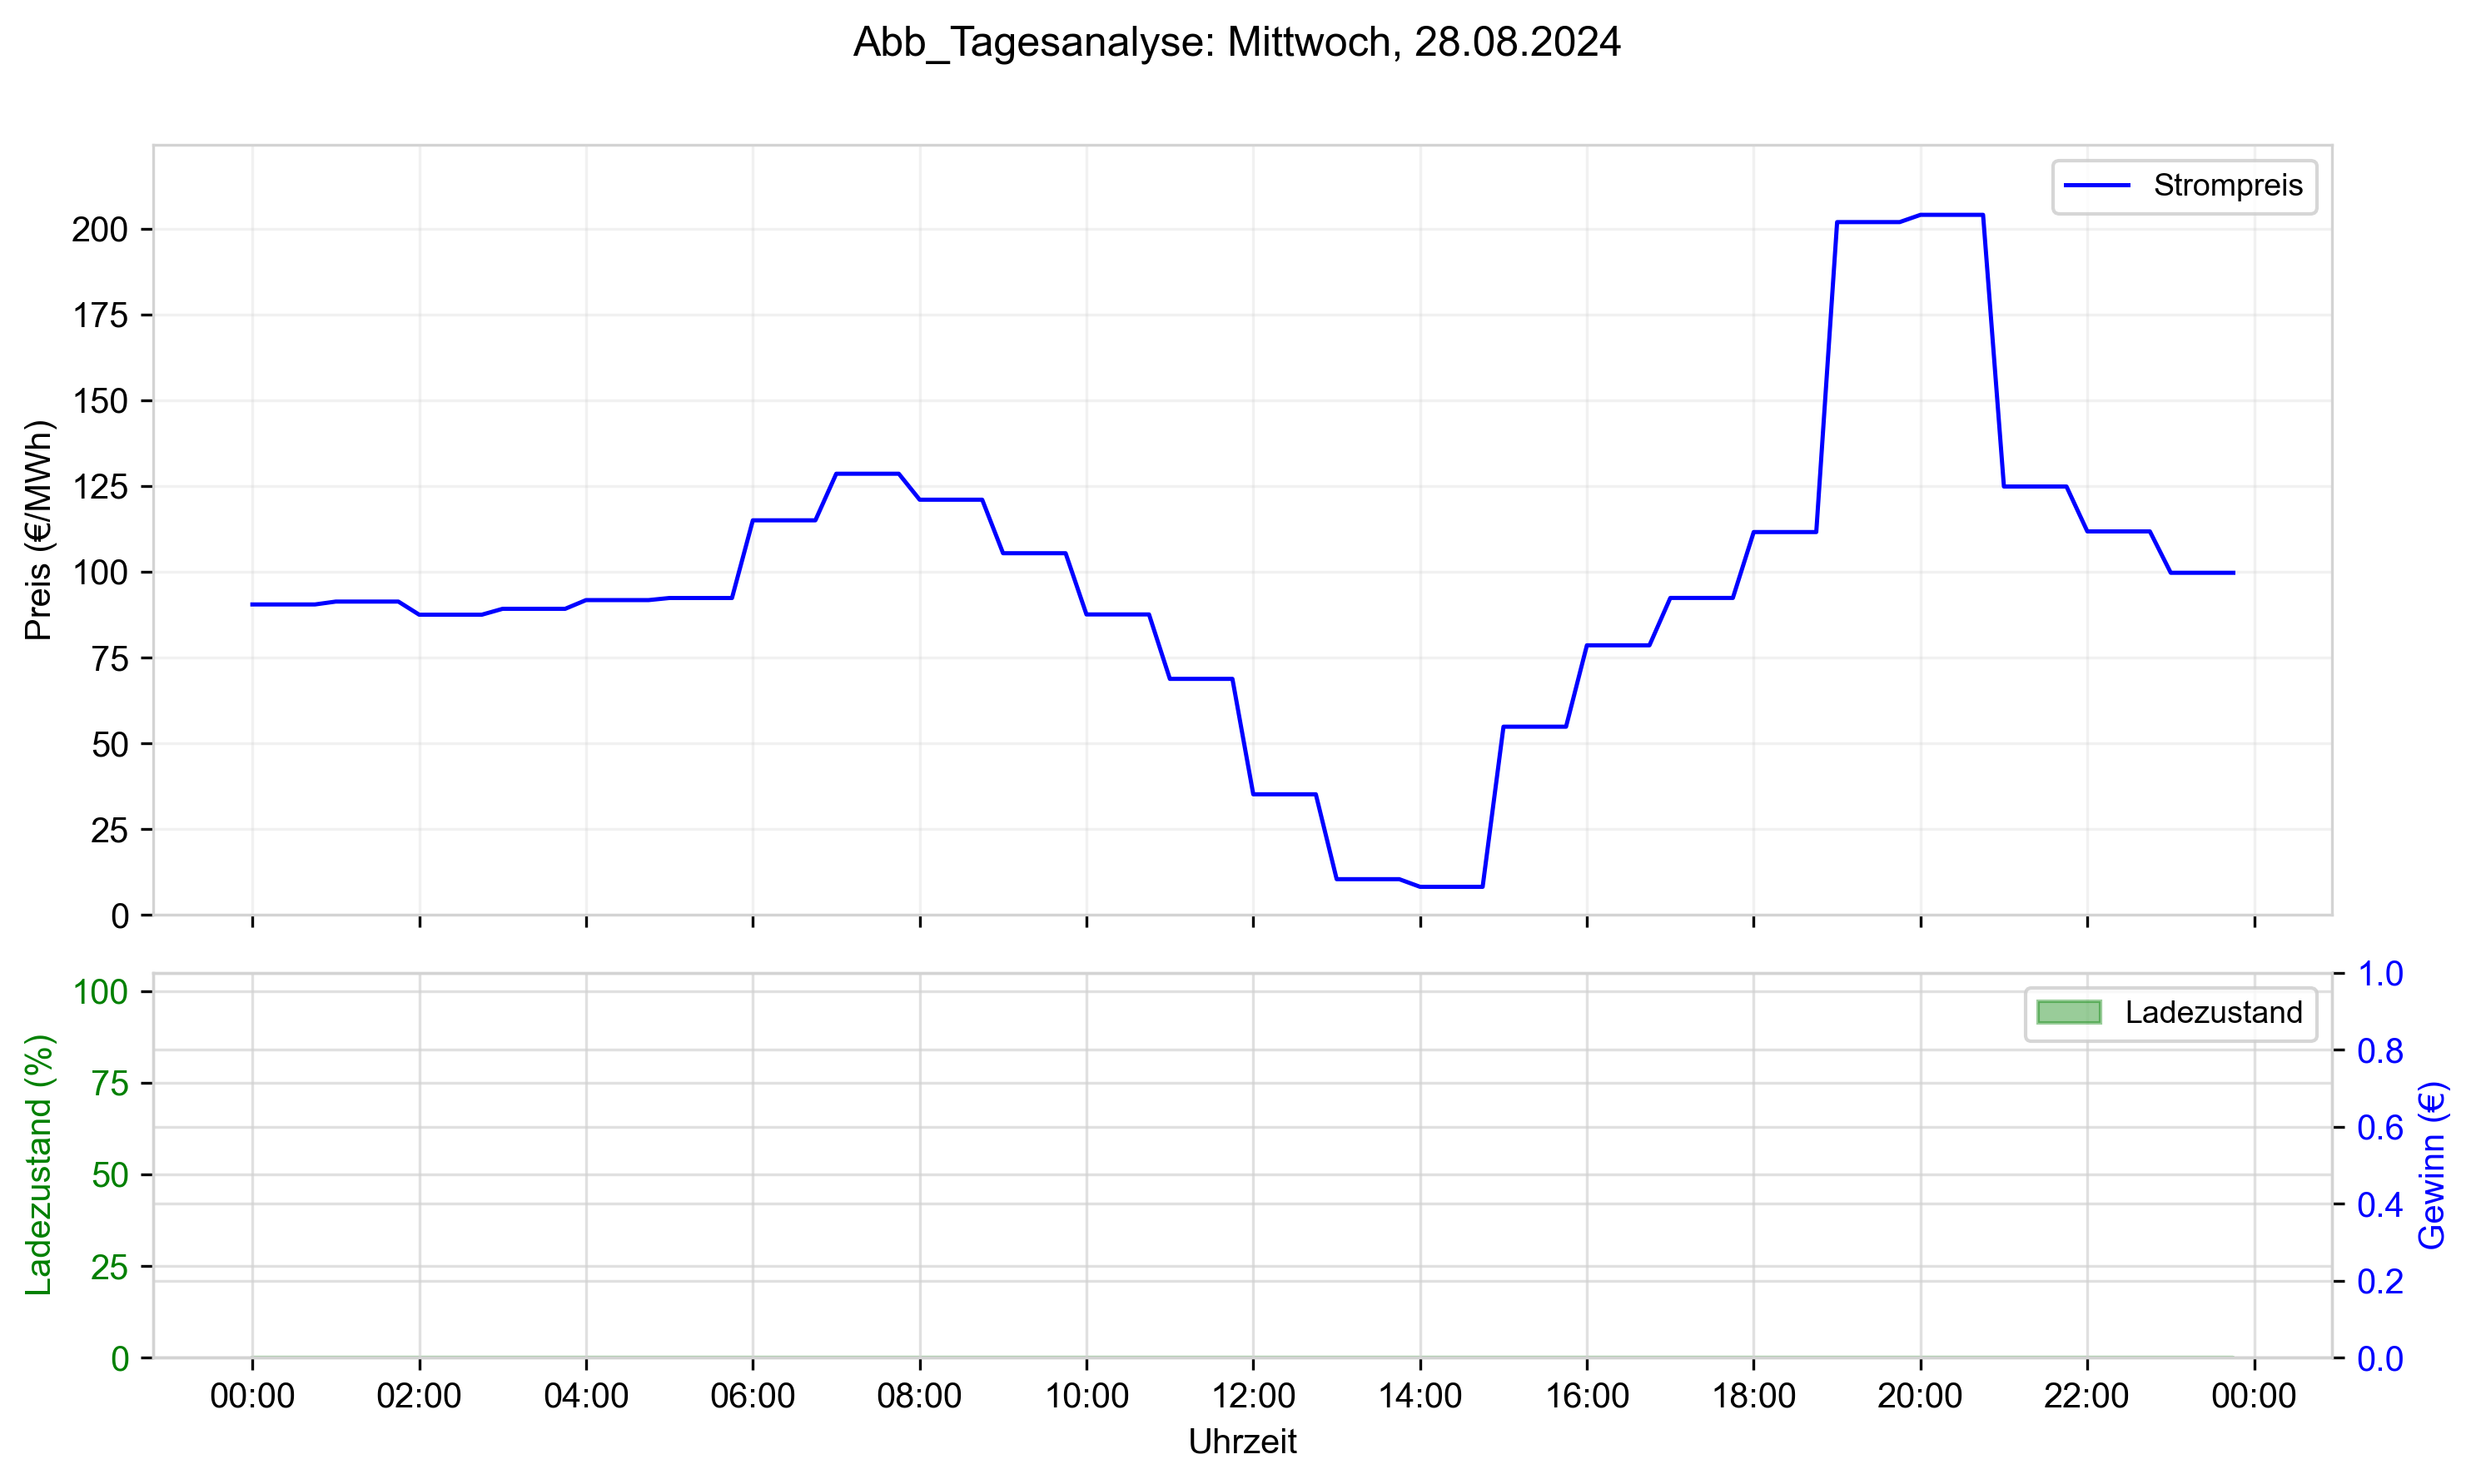 Abb_Tagesanalyse: Mittwoch, 28.08.2024
Strompreis
Preis (€/MWh)
200
175
150
125
100
75
50
25
0
Ladezustand
Ladezustand (%)
100
75
50
25
0
Gewinn (€)
1.0
0.8
0.6
0.4
0.2
0.0
00:00 02:00 04:00 06:00 08:00 10:00 12:00 14:00 16:00 18:00 20:00 22:00 00:00
Uhrzeit